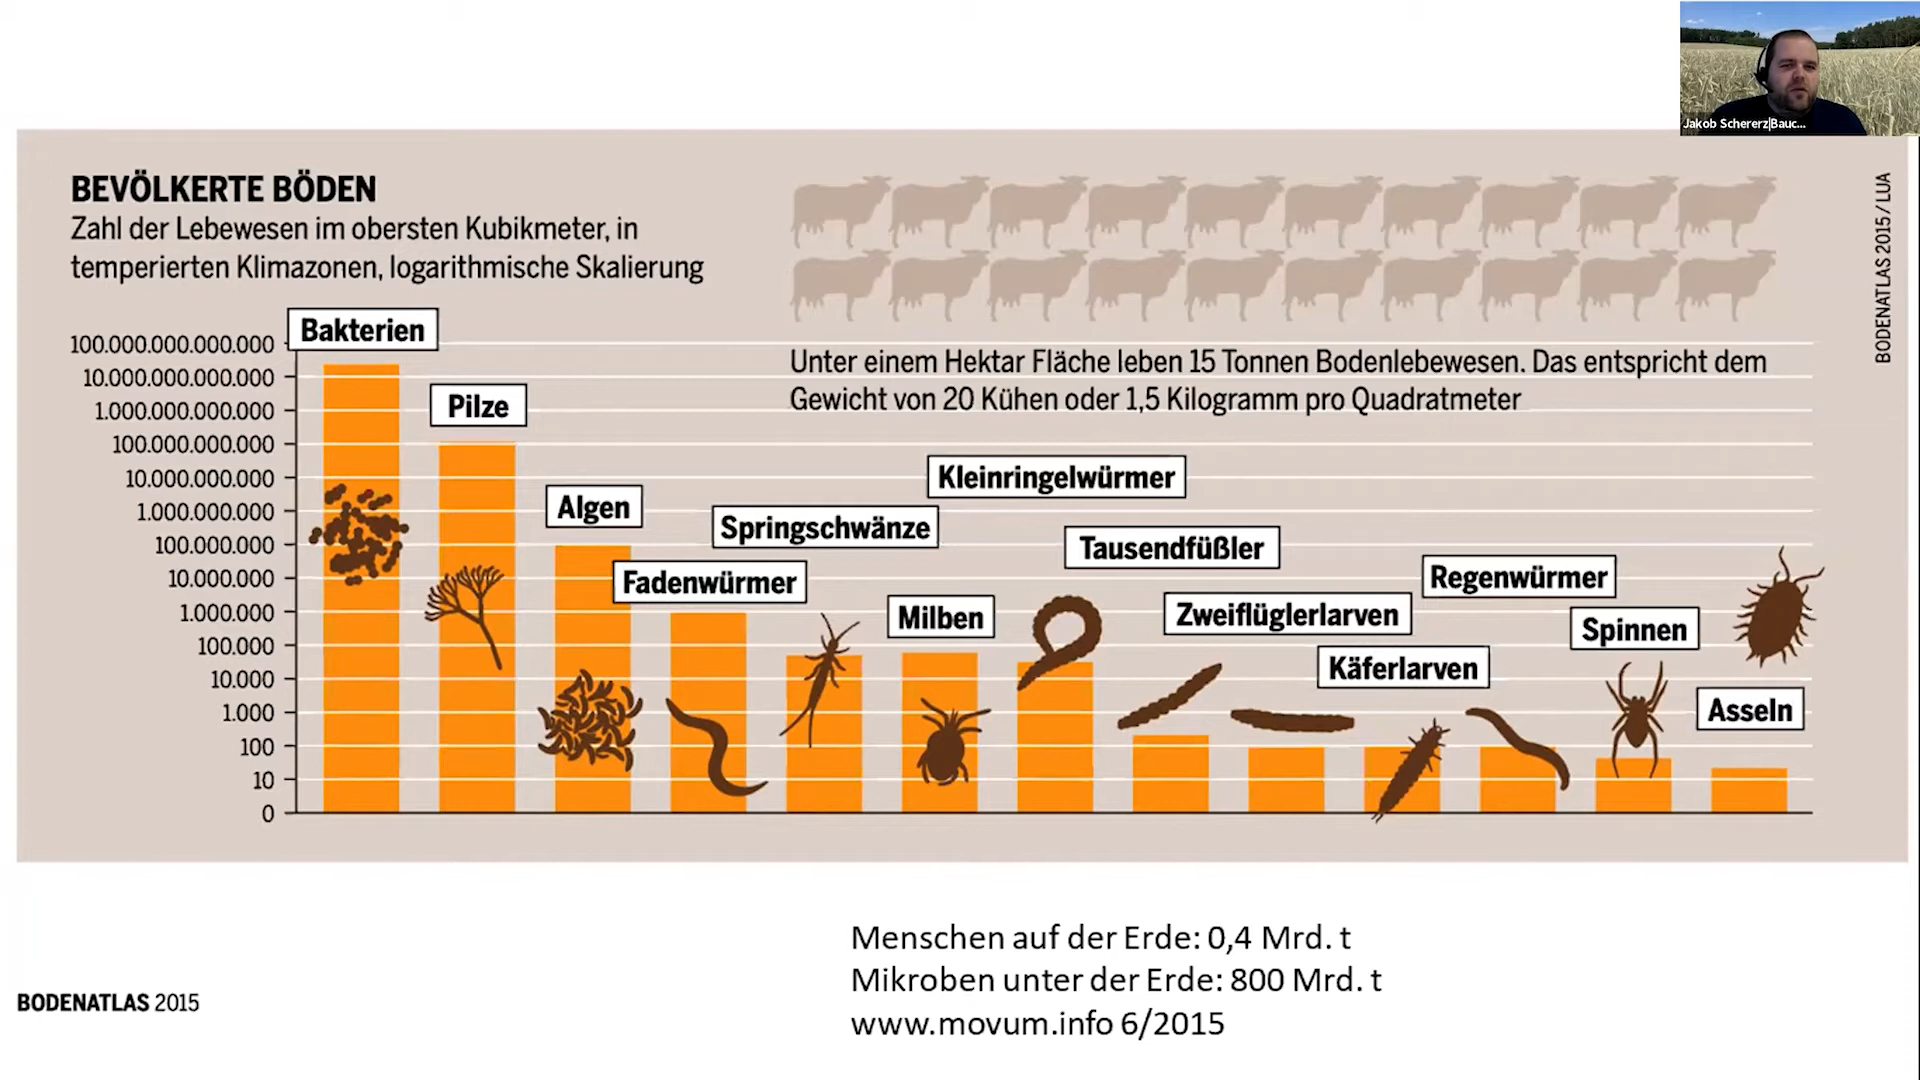 Jakob Schererz|Bauc...
BEVÖLKERTE BÖDEN
Zahl der Lebewesen im obersten Kubikmeter, in
temperierten Klimazonen, logarithmische Skalierung
BODENATLAS 2015 / LUA
Unter einem Hektar Fläche leben 15 Tonnen Bodenlebewesen. Das entspricht dem
Gewicht von 20 Kühen oder 1,5 Kilogramm pro Quadratmeter
100.000.000.000.000
10.000.000.000.000
1.000.000.000.000
100.000.000.000
10.000.000.000
1.000.000.000
100.000.000
10.000.000
1.000.000
100.000
10.000
1.000
100
10
0
Bakterien
Pilze
Algen
Fadenwürmer
Springschwänze
Milben
Kleinringelwürmer
Tausendfüßler
Zweiflüglerlarven
Käferlarven
Regenwürmer
Spinnen
Asseln
Menschen auf der Erde: 0,4 Mrd. t
Mikroben unter der Erde: 800 Mrd. t
www.movum.info 6/2015
BODENATLAS 2015